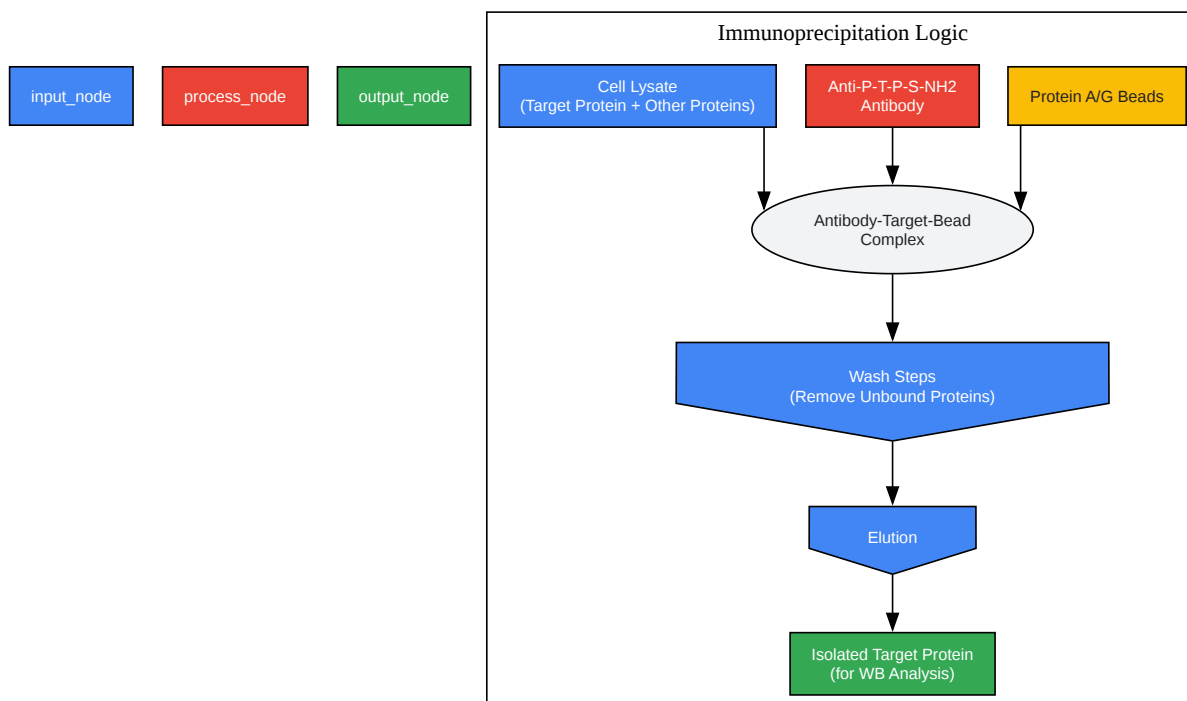 Immunoprecipitation Logic
input_node
process_node
output_node
Cell Lysate
(Target Protein + Other Proteins)
Anti-P-T-P-S-NH2
Antibody
Protein A/G Beads
Antibody-Target-Bead
Complex
Wash Steps
(Remove Unbound Proteins)
Elution
Isolated Target Protein
(for WB Analysis)